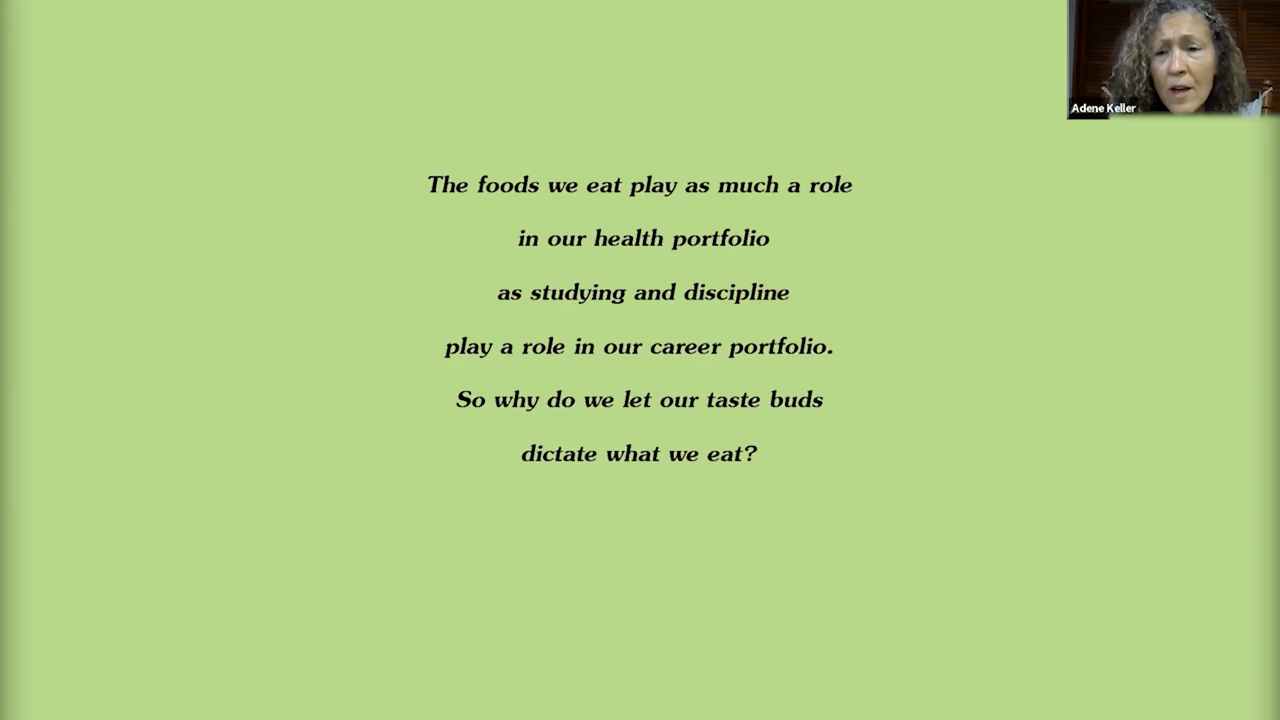 Adene Keller
The foods we eat play as much a role
in our health portfolio
as studying and discipline
play a role in our career portfolio.
So why do we let our taste buds
dictate what we eat?